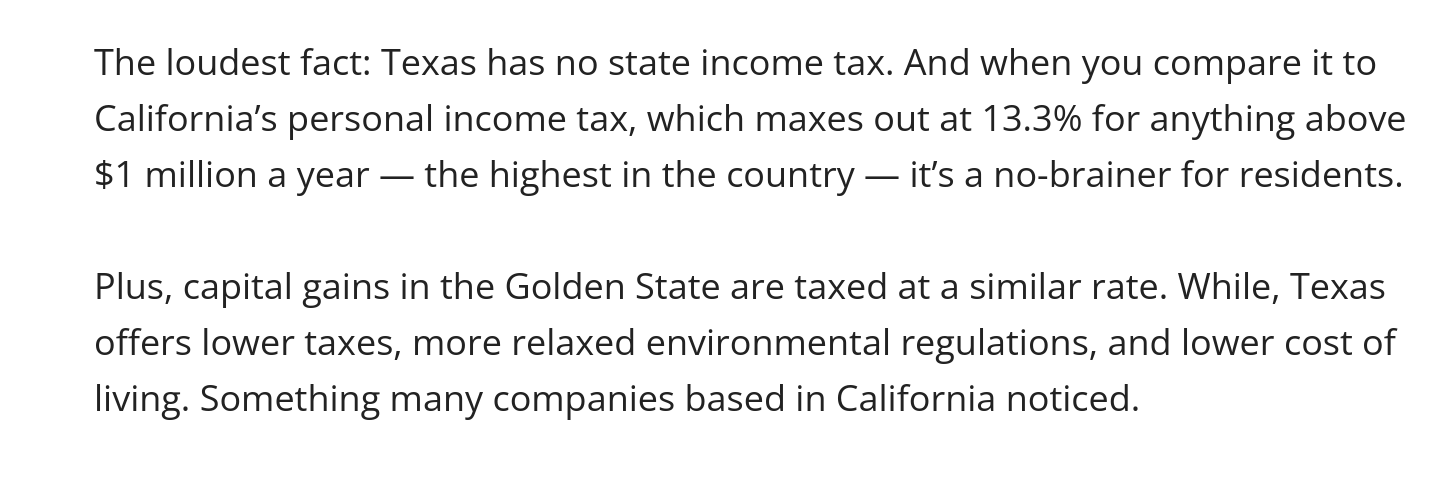 The loudest fact: Texas has no state income tax. And when you compare it to
California’s personal income tax, which maxes out at 13.3% for anything above
$1 million a year — the highest in the country — it’s a no-brainer for residents.
Plus, capital gains in the Golden State are taxed at a similar rate. While, Texas
offers lower taxes, more relaxed environmental regulations, and lower cost of
living. Something many companies based in California noticed.